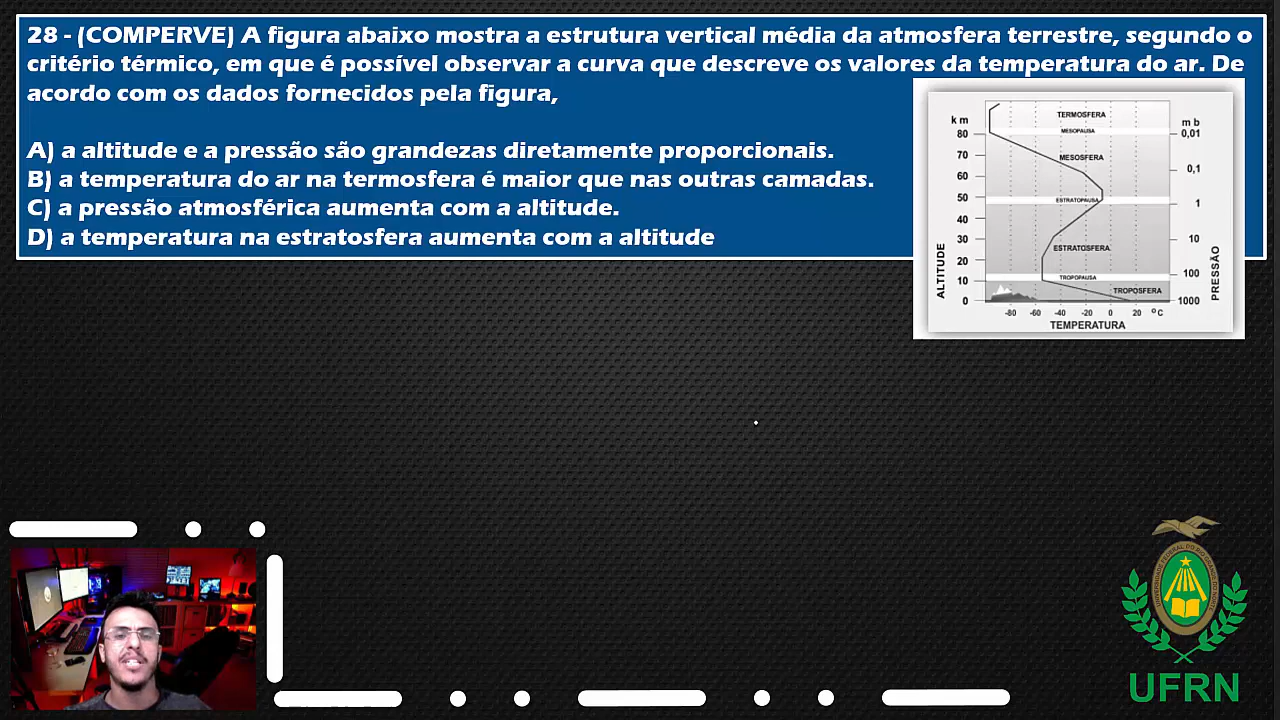 28 - (COMPERVE) A figura abaixo mostra a estrutura vertical média da atmosfera terrestre, segundo o
critério térmico, em que é possível observar a curva que descreve os valores da temperatura do ar. De
acordo com os dados fornecidos pela figura,
A) a altitude e a pressão são grandezas diretamente proporcionais.
B) a temperatura do ar na termosfera é maior que nas outras camadas.
C) a pressão atmosférica aumenta com a altitude.
D) a temperatura na estratosfera aumenta com a altitude
km
80
70
60
50
40
30
20
10
0
ALTITUDE
TERMOSFERA
MESOPAUSA
MESOSFERA
ESTRATOPAUSA
ESTRATOSFERA
TROPOPAUSA
TROPOSFERA
mb
0,01
0,1
1
10
100
1000
PRESSÃO
-80 -60 -40 -20 0 20 °C
TEMPERATURA
UFRN